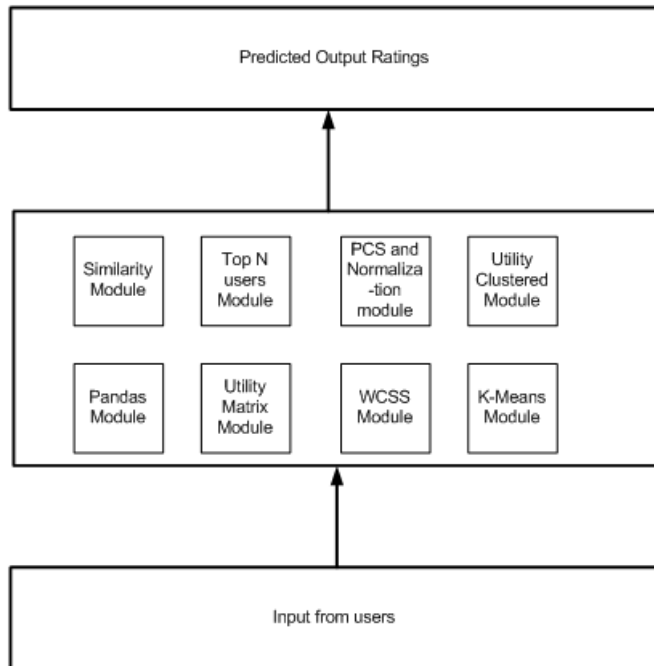 Predicted Output Ratings
Similarity
Module
Top N
users
Module
PCS and
Normaliza
-tion
module
Utility
Clustered
Module
Pandas
Module
Utility
Matrix
Module
WCSS
Module
K-Means
Module
Input from users